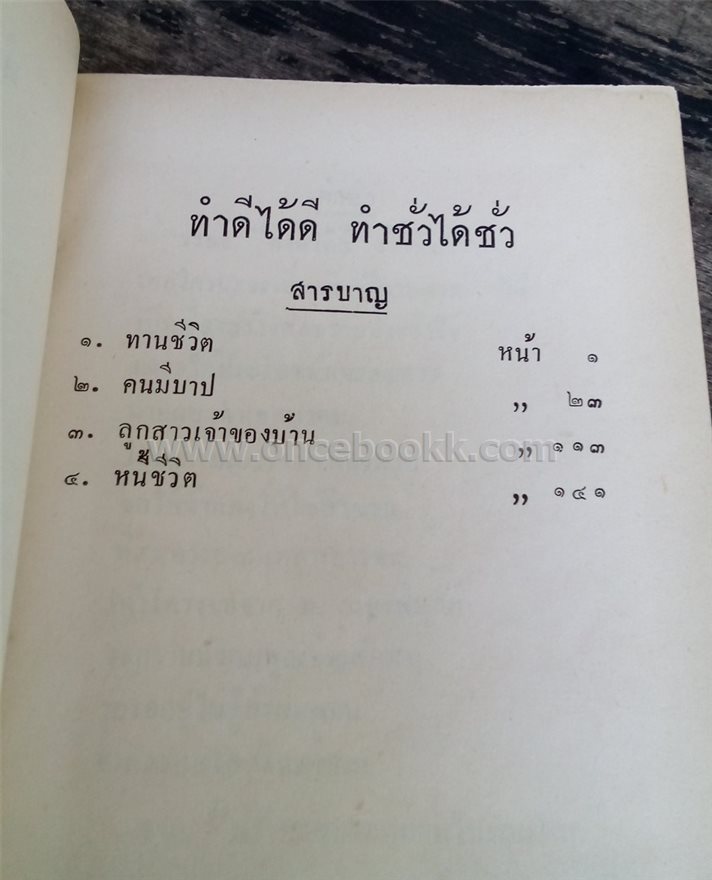 ทำดีได้ดี ทำชั่วได้ชั่ว
สารบาญ
๑. ทานชีวิต หน้า ๑
๒. คนมีบาป ,, ๒๓
๓. ลูกสาวเจ้าของบ้าน ,, ๑๑๓
www.oncebookk.com
๔. หนี้ชีวิต ,, ๑๔๑